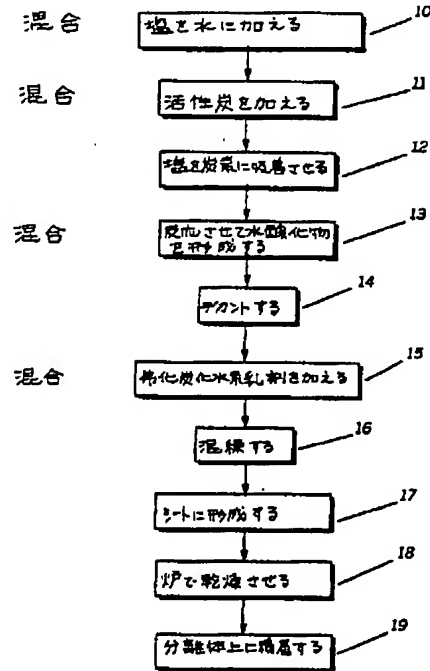 混合
塩を水に加える
10
混合
活性炭を加える
11
塩を炭素に吸着させる
12
混合
反応させて水酸化物
を形成する
13
デカントする
14
混合
弗化炭化水素乳剤を加える
15
混練する
16
シートに形成する
17
炉で乾燥させる
18
分離体上に積層する
19